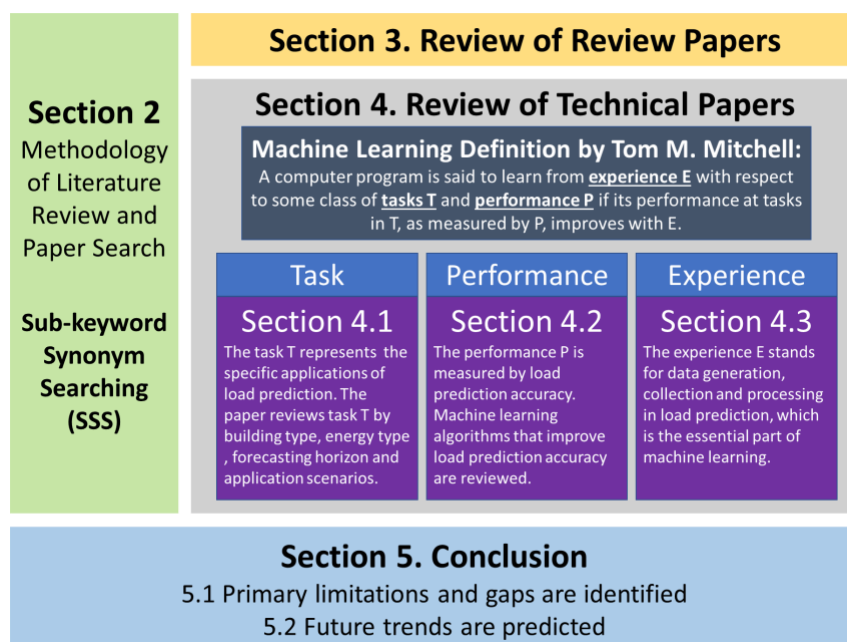 Section 2
Methodology
of Literature
Review and
Paper Search
Sub-keyword
Synonym
Searching
(SSS)
Section 3. Review of Review Papers
Section 4. Review of Technical Papers
Machine Learning Definition by Tom M. Mitchell:
A computer program is said to learn from experience E with respect
to some class of tasks T and performance P if its performance at tasks
in T, as measured by P, improves with E.
Task
Section 4.1
The task T represents the
specific applications of
load prediction. The
paper reviews task T by
building type, energy type
, forecasting horizon and
application scenarios.
Performance
Section 4.2
The performance P is
measured by load
prediction accuracy.
Machine learning
algorithms that improve
load prediction accuracy
are reviewed.
Experience
Section 4.3
The experience E stands
for data generation,
collection and processing
in load prediction, which
is the essential part of
machine learning.
Section 5. Conclusion
5.1 Primary limitations and gaps are identified
5.2 Future trends are predicted